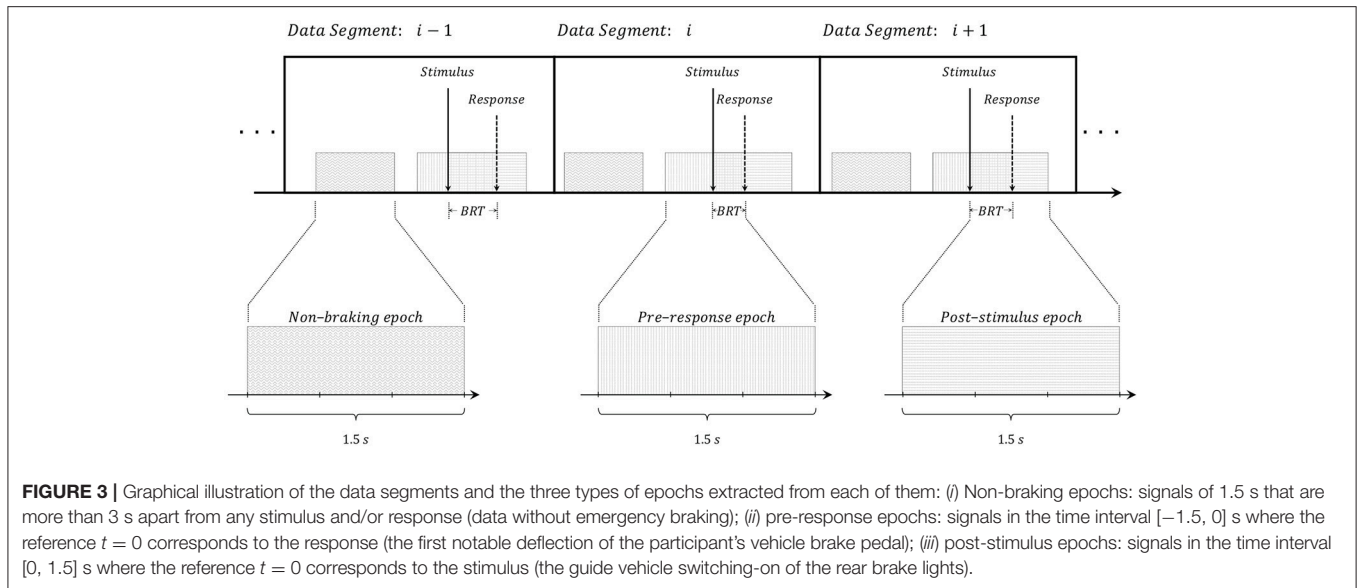 Data Segment: i − 1 Data Segment: i Data Segment: i + 1
Stimulus Stimulus Stimulus
Response Response Response
. . . . . .
BRT BRT BRT
Non–braking epoch Pre–response epoch Post–stimulus epoch
1.5 s 1.5 s 1.5 s
FIGURE 3 | Graphical illustration of the data segments and the three types of epochs extracted from each of them: (i) Non-braking epochs: signals of 1.5 s that are
more than 3 s apart from any stimulus and/or response (data without emergency braking); (ii) pre-response epochs: signals in the time interval [−1.5, 0] s where the
reference t = 0 corresponds to the response (the first notable deflection of the participant's vehicle brake pedal); (iii) post-stimulus epochs: signals in the time interval
[0, 1.5] s where the reference t = 0 corresponds to the stimulus (the guide vehicle switching-on of the rear brake lights).